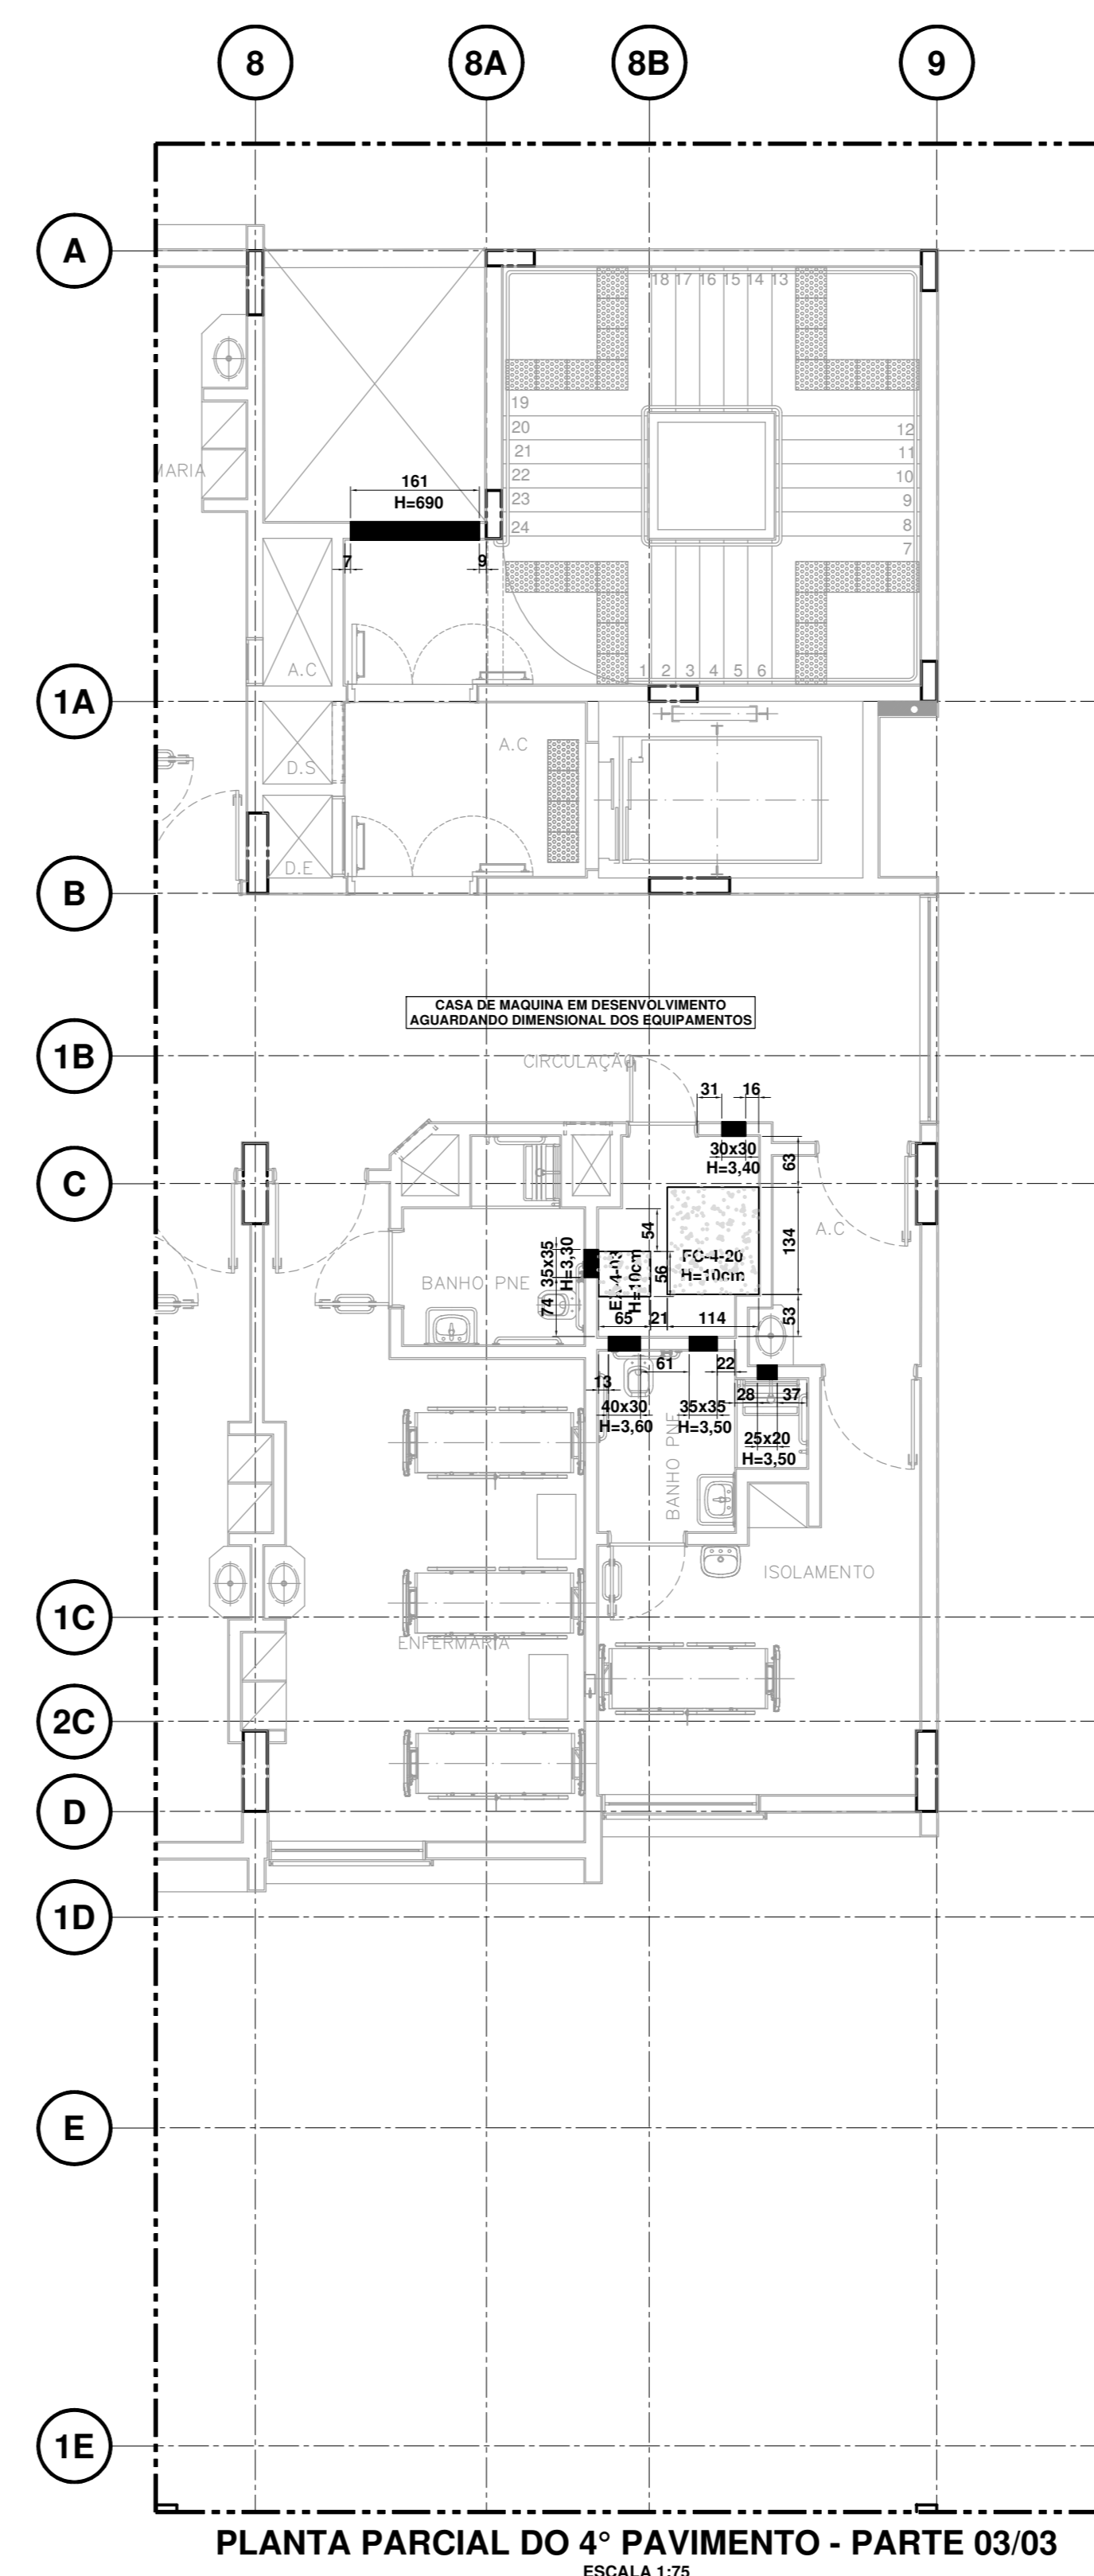 8
8A
8B
9
A
18
17
16
15
14
13
19
20
21
22
23
24
12
11
10
9
8
7
MARIA
161
H=690
7
9
A.C
1
2
3
4
5
6
1A
A.C
D.S
D.E
B
CASA DE MAQUINA EM DESENVOLVIMENTO
AGUARDANDO DIMENSIONAL DOS EQUIPAMENTOS
1B
CIRCULAÇÃO
31
16
30x30
H=3,40
63
C
A.C
54
134
FC-4-20
H=10cm
35x35
H=3,30
H=10cm
56
BANHO PNE
74
65
21
114
53
61
22
13
28
37
40x30
H=3,60
35x35
H=3,50
25x20
H=3,50
BANHO PNE
ISOLAMENTO
1C
ENFERMARIA
2C
D
1D
E
1E
PLANTA PARCIAL DO 4° PAVIMENTO - PARTE 03/03
ESCALA 1:75